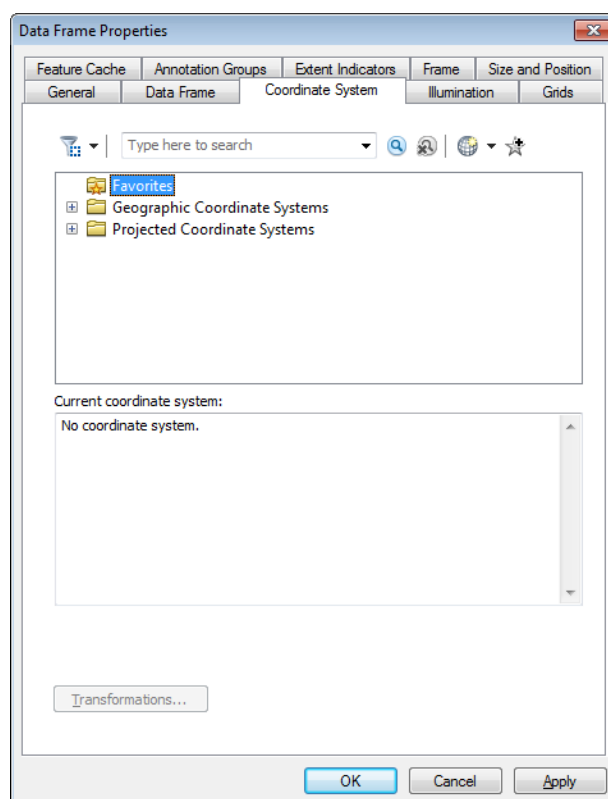 Data Frame Properties
Feature Cache Annotation Groups Extent Indicators Frame Size and Position
General Data Frame Coordinate System Illumination Grids
Type here to search
Favorites
Geographic Coordinate Systems
Projected Coordinate Systems
Current coordinate system:
No coordinate system.
Transformations...
OK Cancel Apply